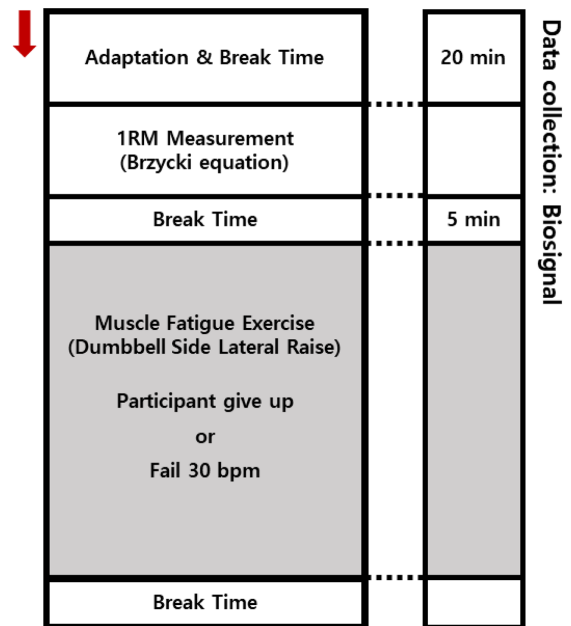 Adaptation & Break Time
20 min
1RM Measurement
(Brzycki equation)
Break Time
5 min
Muscle Fatigue Exercise
(Dumbbell Side Lateral Raise)
Participant give up
or
Fail 30 bpm
Break Time
Data collection: Biosignal